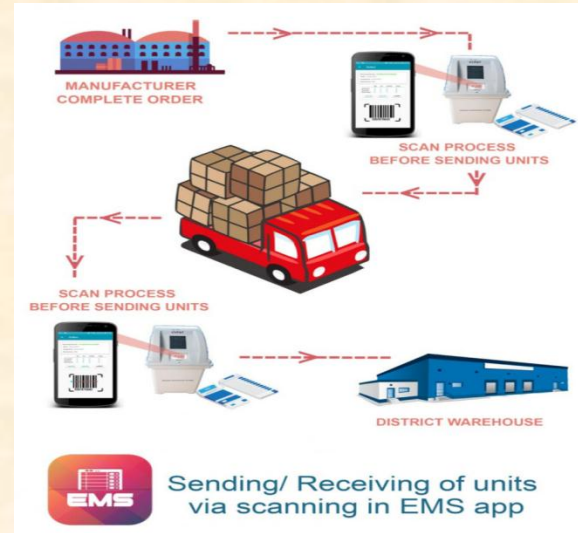 MANUFACTURER
COMPLETE ORDER
SCAN PROCESS
BEFORE SENDING UNITS
SCAN PROCESS
BEFORE SENDING UNITS
DISTRICT WAREHOUSE
EMS
Sending/ Receiving of units
via scanning in EMS app